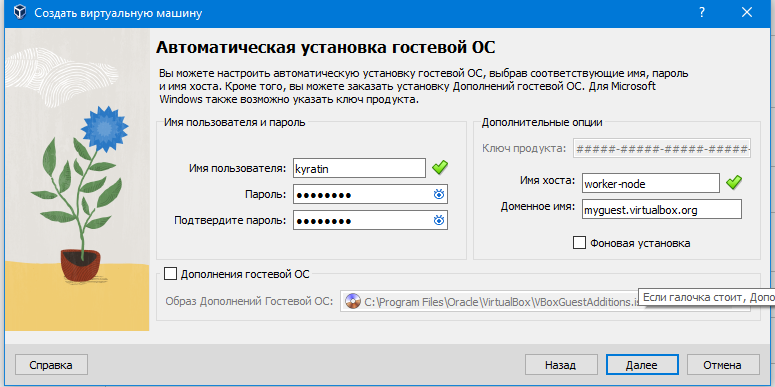 Создать виртуальную машину
Автоматическая установка гостевой ОС
Вы можете настроить автоматическую установку гостевой ОС, выбрав соответствующие имя, пароль
и имя хоста. Кроме того, вы можете заказать установку Дополнений гостевой ОС. Для Microsoft
Windows также возможно указать ключ продукта.
Имя пользователя и пароль
Имя пользователя: kyratin
Пароль: ●●●●●●●●
Подтвердите пароль: ●●●●●●●●
Дополнительные опции
Ключ продукта: #####-#####-#####-#####-
Имя хоста: worker-node
Доменное имя: myguest.virtualbox.org
Фоновая установка
Дополнения гостевой ОС
Образ Дополнений Гостевой ОС: C:\Program Files\Oracle\VirtualBox\VBoxGuestAdditions.is
Если галочка стоит, Допо
Справка
Назад
Далее
Отмена